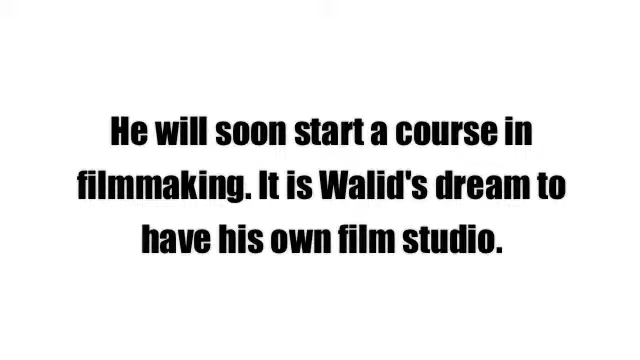 He will soon start a course in
filmmaking. It is Walid's dream to
have his own film studio.